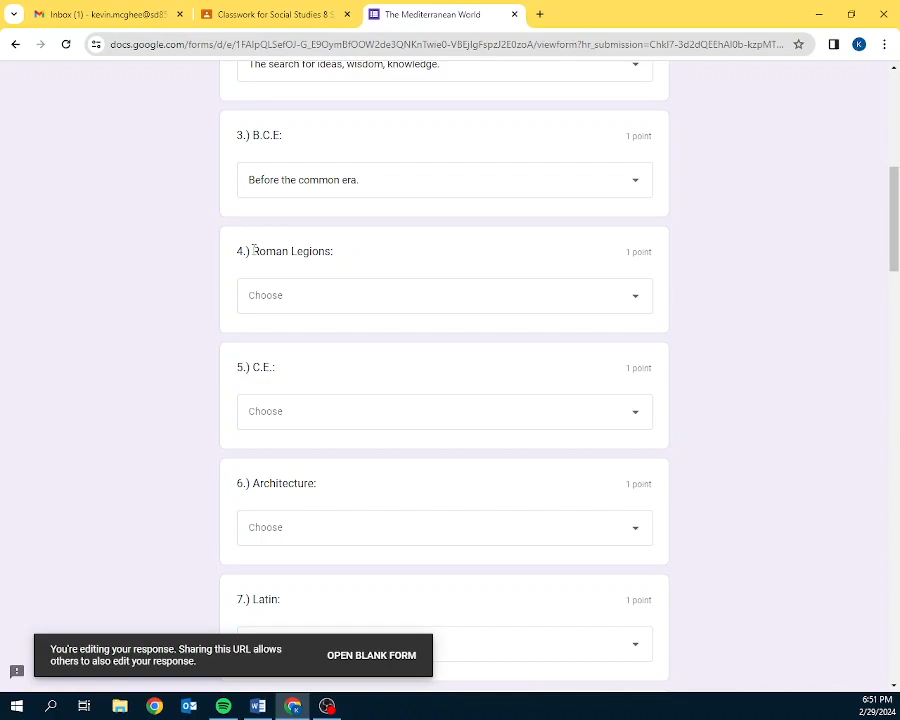 Inbox (1) - kevin.mcghee@sd85
Classwork for Social Studies 8 S
The Mediterranean World
docs.google.com/forms/d/e/1FAIpQLSefOJ-G_E9OymBfOOW2de3QNKnTwie0-VBEjlgFspzJ2E0zoA/viewform?hr_submission=ChkI7-3d2dQEEhAI0b-kzpMT...
K
The search for ideas, wisdom, knowledge.
3.) B.C.E:
1 point
Before the common era.
4.) Roman Legions:
1 point
Choose
5.) C.E.:
1 point
Choose
6.) Architecture:
1 point
Choose
7.) Latin:
1 point
You're editing your response. Sharing this URL allows
others to also edit your response.
OPEN BLANK FORM
6:51 PM
2/29/2024